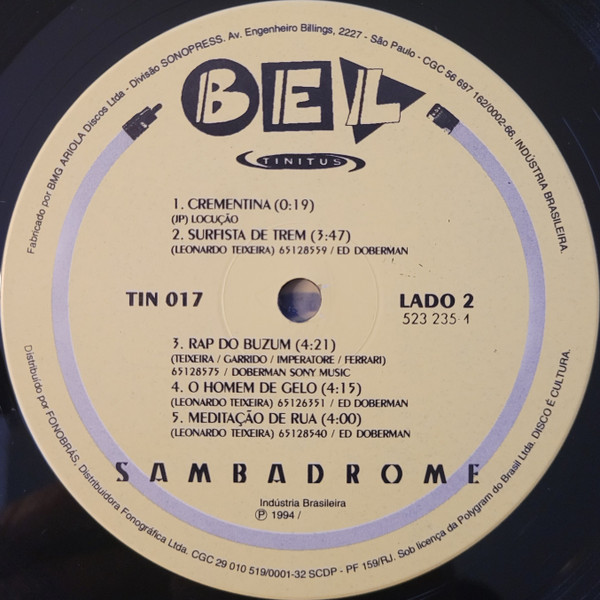 Fabricado por BMG ARIOLA Discos Ltda - Divisão SONOPRESS. Av. Engenheiro Billings, 2227 - São Paulo - CGC 56 697 162/0002-66. INDÚSTRIA BRASILEIRA.
BEL
TINITUS
1. CREMENTINA (0:19)
(JP) LOCUÇÃO
2. SURFISTA DE TREM (3:47)
(LEONARDO TEIXEIRA) 65128559 / ED DOBERMAN
TIN 017
LADO 2
523 235-1
3. RAP DO BUZUM (4:21)
(TEIXEIRA / GARRIDO / IMPERATORE / FERRARI)
65128575 / DOBERMAN SONY MUSIC
4. O HOMEM DE GELO (4:15)
(LEONARDO TEIXEIRA) 65126351 / ED DOBERMAN
5. MEDITAÇÃO DE RUA (4:00)
(LEONARDO TEIXEIRA) 65128540 / ED DOBERMAN
SAMBADROME
Indústria Brasileira
℗ 1994 /
Distribuido por FONOBRÁS. Distribuidora Fonográfica Ltda. CGC 29 010 519/0001-32 SCDP - PF 159/RJ. Sob licença da Polygram do Brasil Ltda. DISCO É CULTURA.